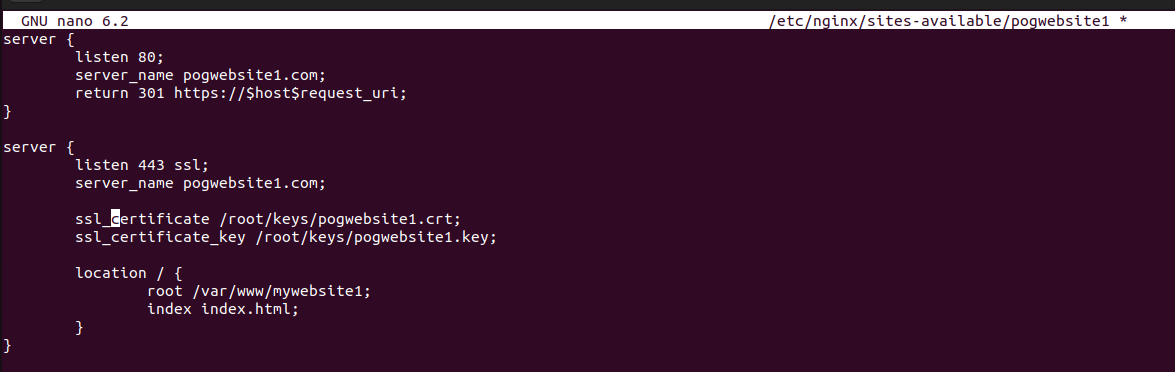 GNU nano 6.2 /etc/nginx/sites-available/pogwebsite1 *
server {
listen 80;
server_name pogwebsite1.com;
return 301 https://$host$request_uri;
}
server {
listen 443 ssl;
server_name pogwebsite1.com;
ssl_certificate /root/keys/pogwebsite1.crt;
ssl_certificate_key /root/keys/pogwebsite1.key;
location / {
root /var/www/mywebsite1;
index index.html;
}
}